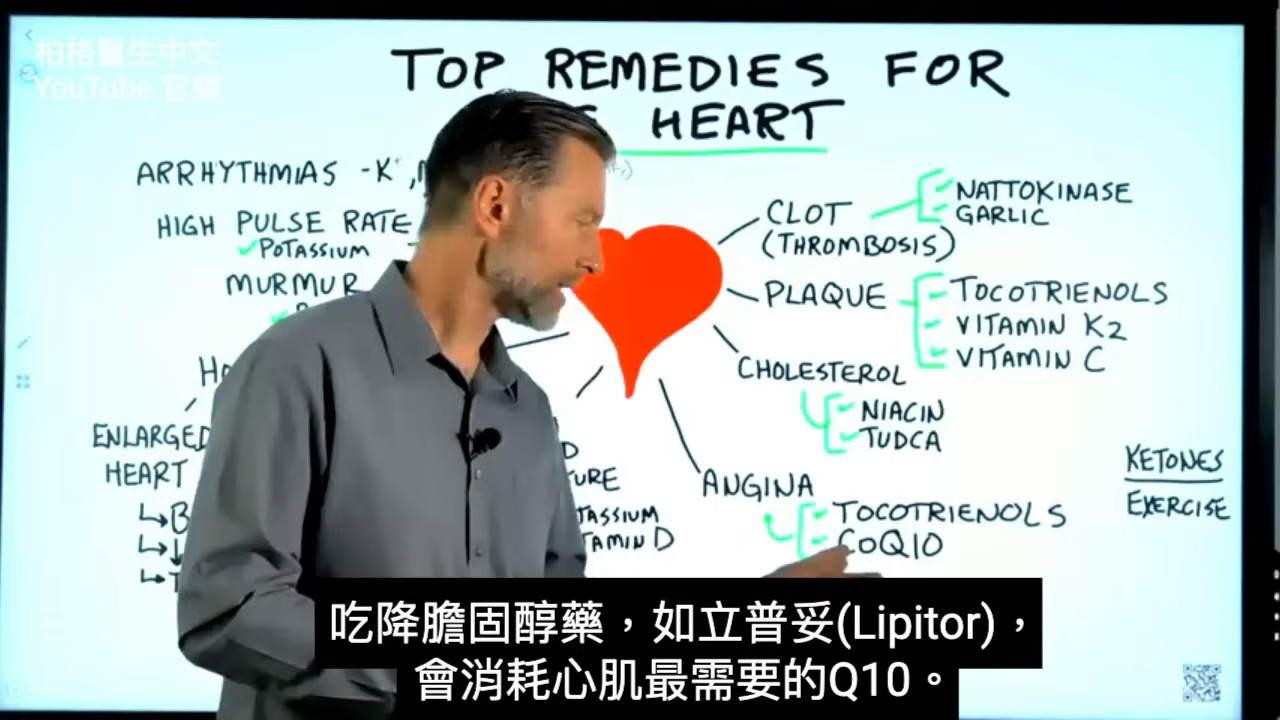 柏格醫生中文
YouTube 官頻
TOP REMEDIES FOR
HEART
ARRHYTHMIAS - K⁺,
HIGH PULSE RATE
POTASSIUM
MURMUR
ENLARGED
HEART
CLOT
(THROMBOSIS)
NATTOKINASE
GARLIC
PLAQUE
TOCOTRIENOLS
VITAMIN K2
VITAMIN C
CHOLESTEROL
NIACIN
TUDCA
ANGINA
TOCOTRIENOLS
CoQ10
KETONES
EXERCISE
吃降膽固醇藥，如立普妥(Lipitor)，
會消耗心肌最需要的Q10。